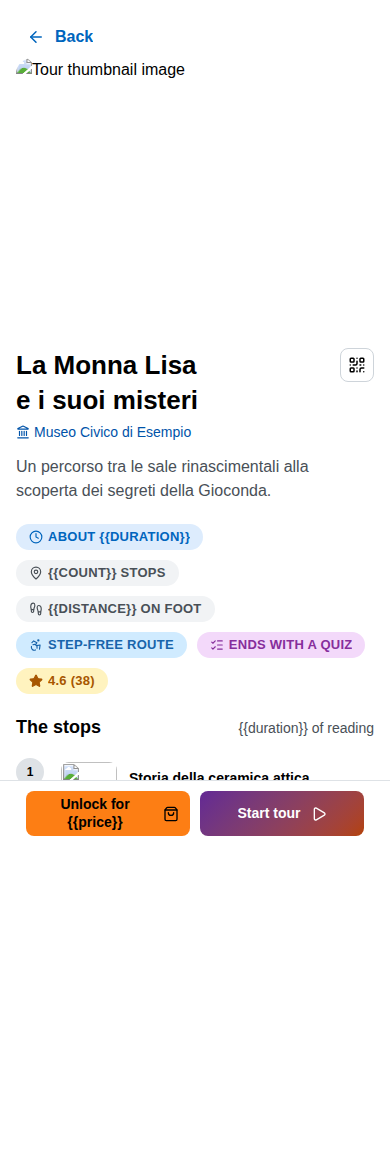 Back
Tour thumbnail image
La Monna Lisa
e i suoi misteri
Museo Civico di Esempio
Un percorso tra le sale rinascimentali alla
scoperta dei segreti della Gioconda.
ABOUT {{DURATION}}
{{COUNT}} STOPS
{{DISTANCE}} ON FOOT
STEP-FREE ROUTE
ENDS WITH A QUIZ
4.6 (38)
The stops
{{duration}} of reading
1
Storia della ceramica attica
Unlock for
{{price}}
Start tour